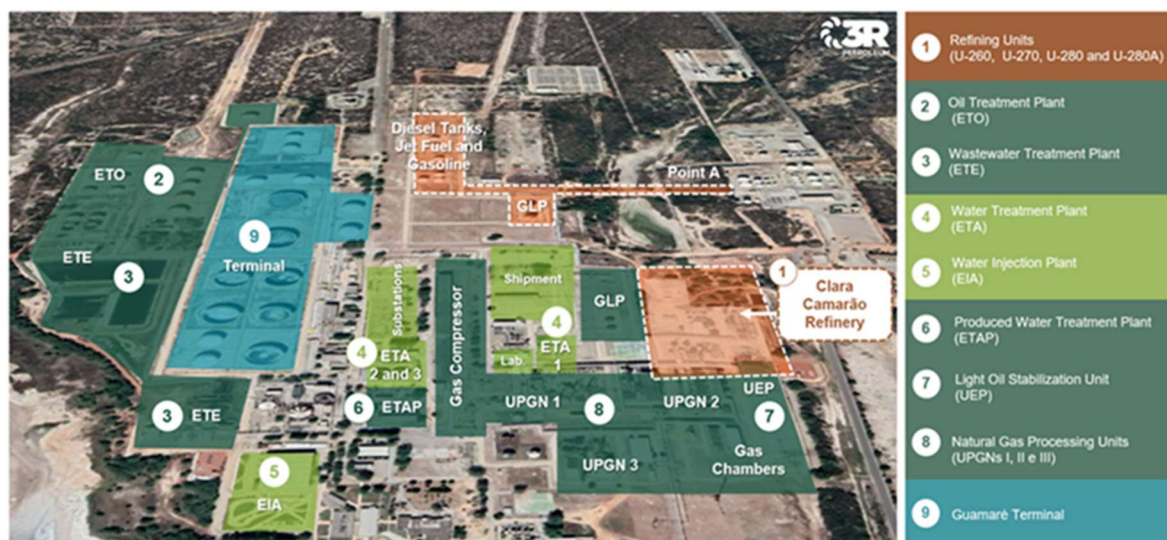 3R
PETROLEUM
Diesel Tanks,
Jet Fuel and
Gasoline
Point A
GLP
ETO
2
ETE
3
9
Terminal
Substations
Gas Compressor
Shipment
GLP
1
Clara
Camarão
Refinery
4
ETA
2 and 3
Lab.
4
ETA
1
3
ETE
6
ETAP
UPGN 1
8
UPGN 2
UEP
7
UPGN 3
Gas
Chambers
5
EIA
1
Refining Units
(U-260, U-270, U-280 and U-280A)
2
Oil Treatment Plant
(ETO)
3
Wastewater Treatment Plant
(ETE)
4
Water Treatment Plant
(ETA)
5
Water Injection Plant
(EIA)
6
Produced Water Treatment Plant
(ETAP)
7
Light Oil Stabilization Unit
(UEP)
8
Natural Gas Processing Units
(UPGNs I, II e III)
9
Guamaré Terminal